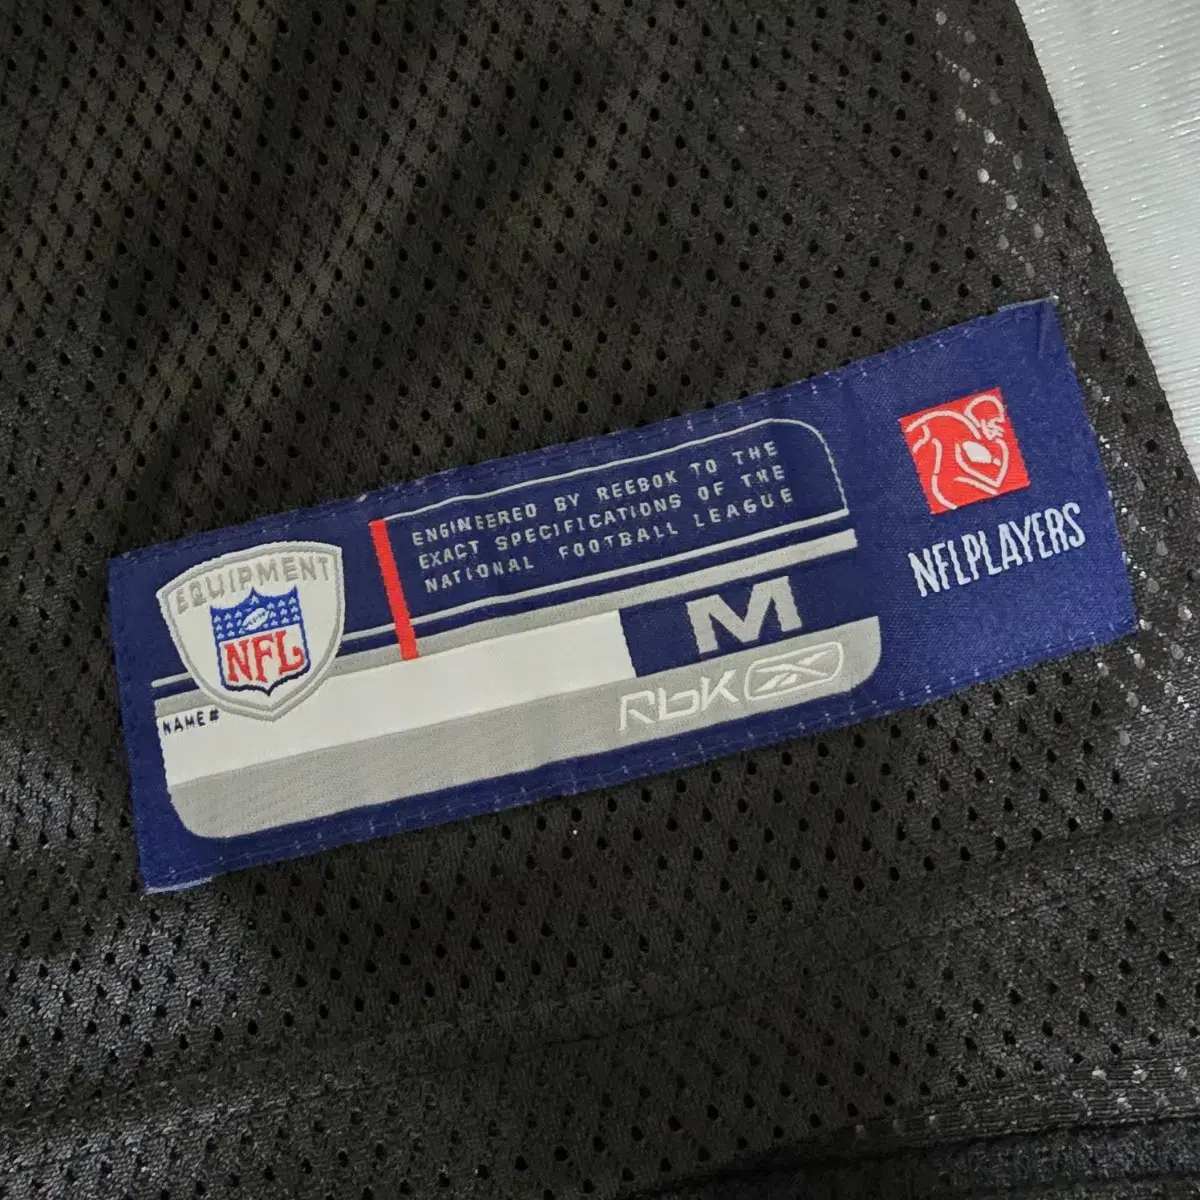 ENGINEERED BY REEBOK TO THE
EXACT SPECIFICATIONS OF THE
NATIONAL FOOTBALL LEAGUE
EQUIPMENT
NFL
NAME#
M
RbK
NFLPLAYERS